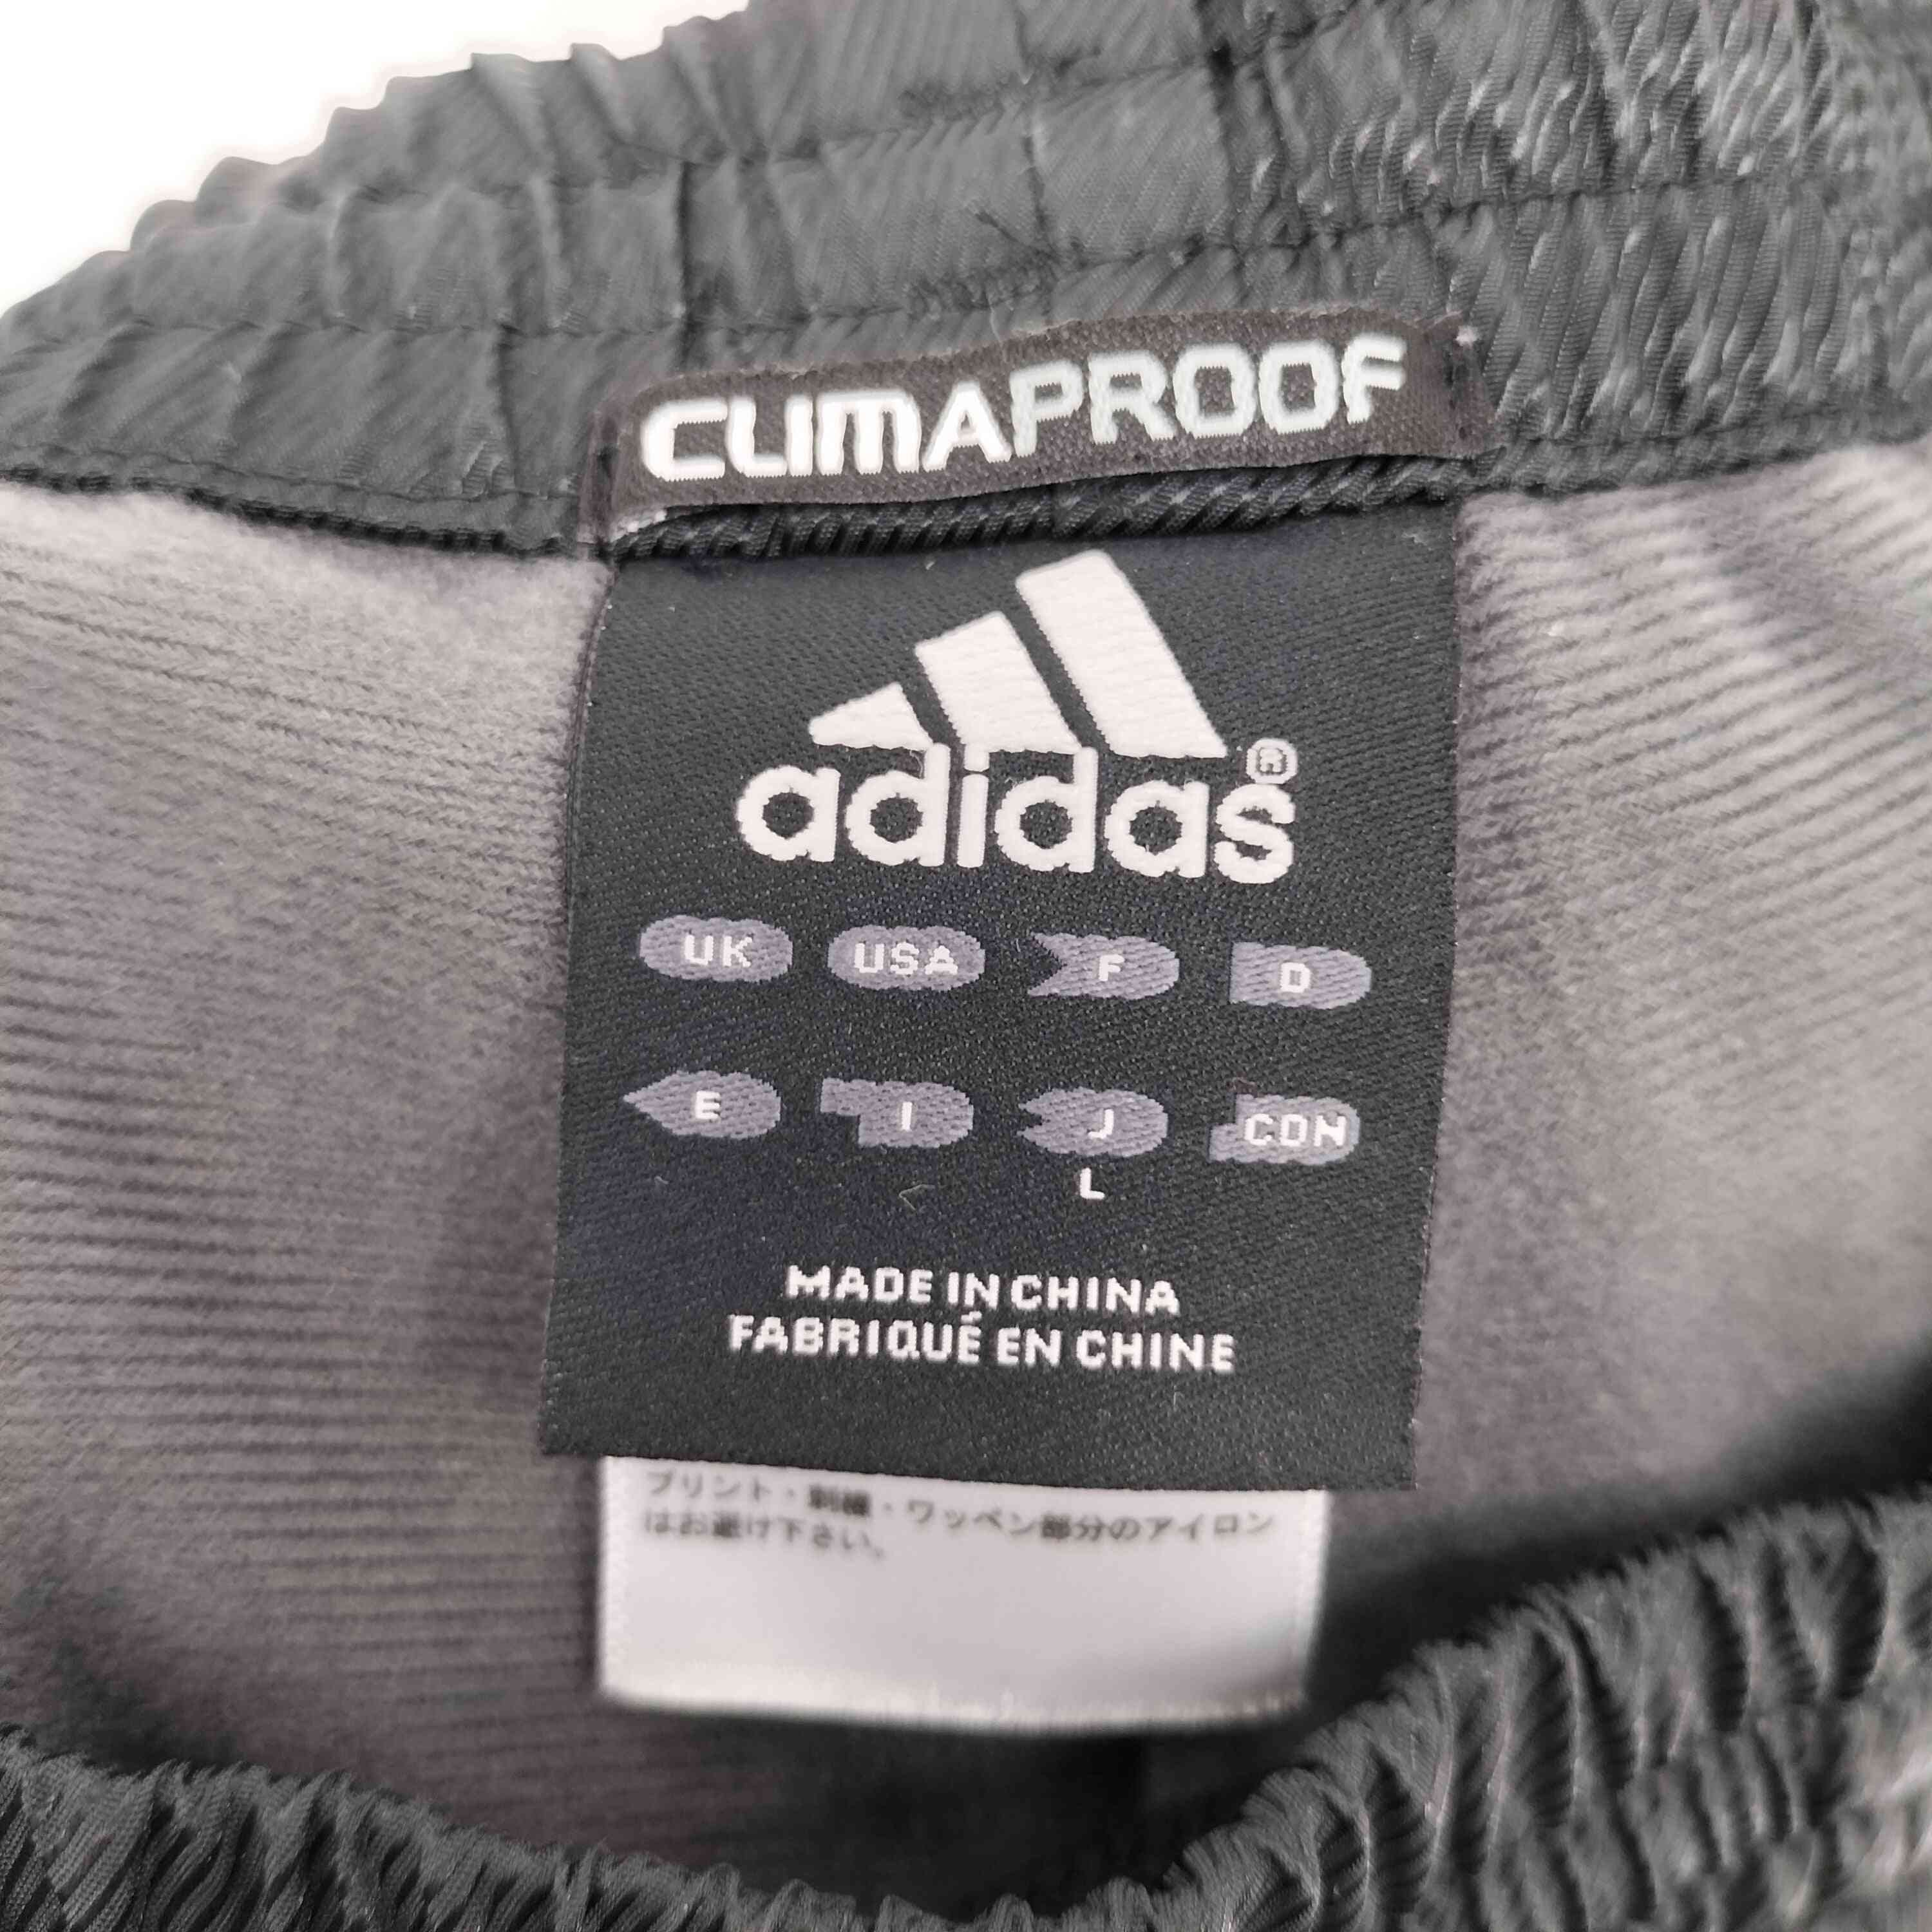 CLIMAPROOF
adidas®
UK USA F D
E I J CDN
L
MADE IN CHINA
FABRIQUÉ EN CHINE
プリント・刺繍・ワッペン部分のアイロン
はお避け下さい。